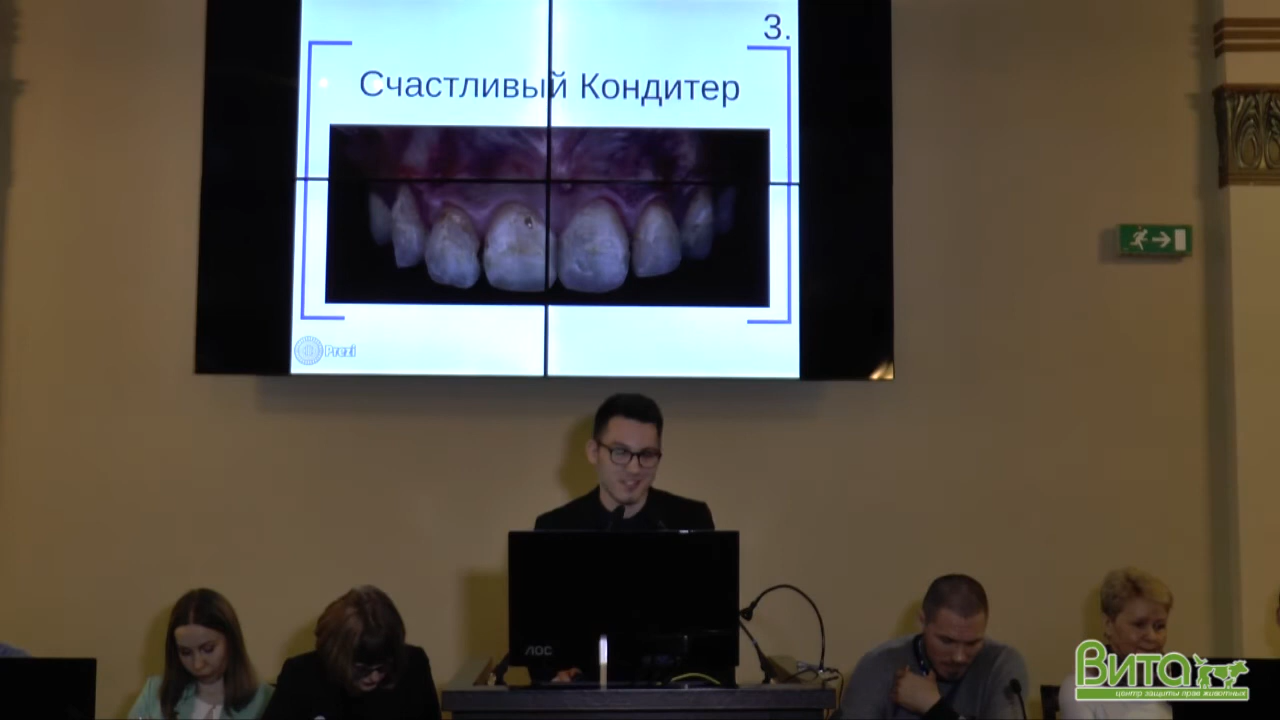 3.
Счастливый Кондитер
Prezi
AOC
Вита
центр защиты прав животных